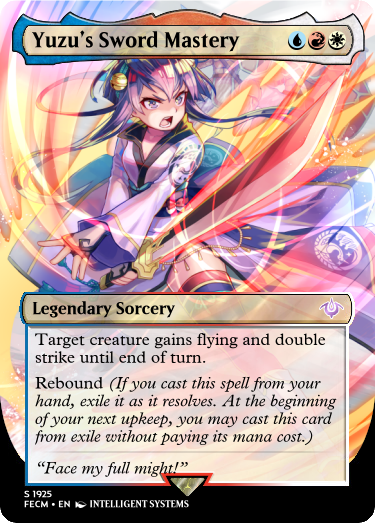 Yuzu's Sword Mastery
Legendary Sorcery
Target creature gains flying and double
strike until end of turn.
Rebound (If you cast this spell from your
hand, exile it as it resolves. At the beginning
of your next upkeep, you may cast this card
from exile without paying its mana cost.)
“Face my full might!”
S 1925
FECM • EN INTELLIGENT SYSTEMS